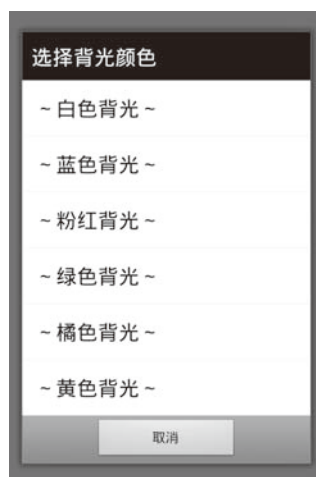 选择背光颜色
~ 白色背光 ~
~ 蓝色背光 ~
~ 粉红背光 ~
~ 绿色背光 ~
~ 橘色背光 ~
~ 黄色背光 ~
取消